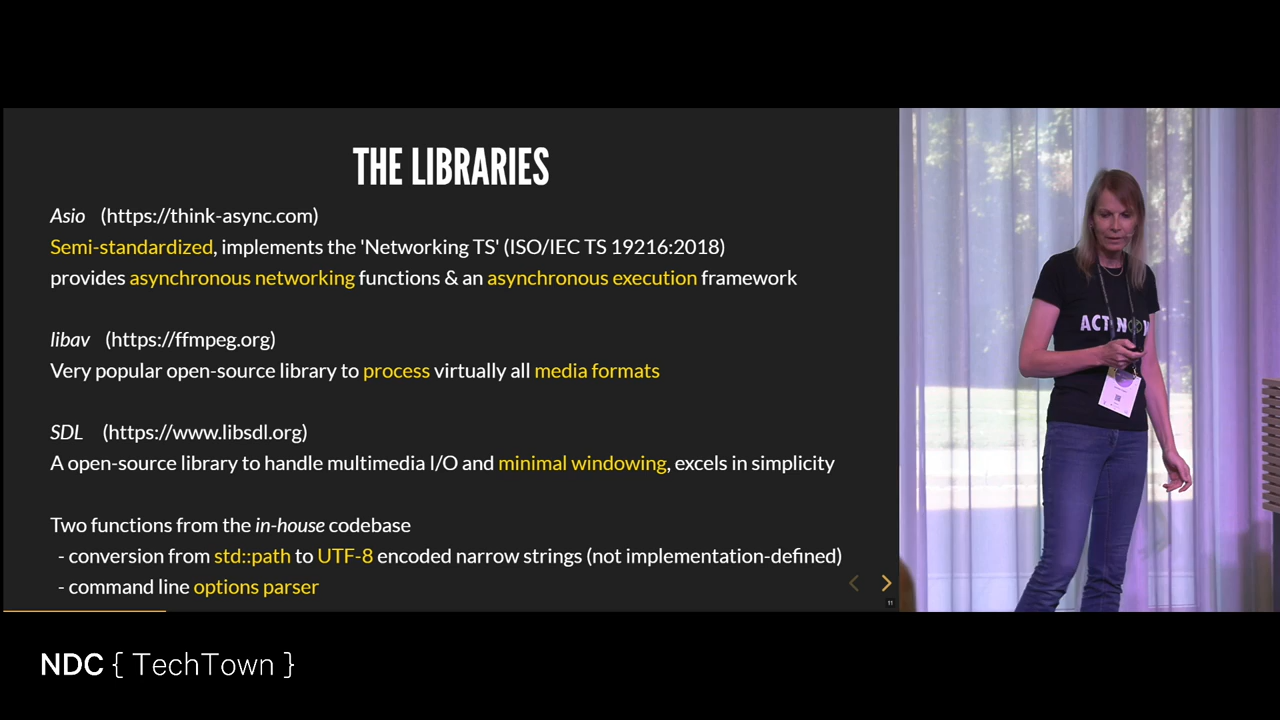 THE LIBRARIES
Asio (https://think-async.com)
Semi-standardized, implements the 'Networking TS' (ISO/IEC TS 19216:2018)
provides asynchronous networking functions & an asynchronous execution framework
libav (https://ffmpeg.org)
Very popular open-source library to process virtually all media formats
SDL (https://www.libsdl.org)
A open-source library to handle multimedia I/O and minimal windowing, excels in simplicity
Two functions from the in-house codebase
- conversion from std::path to UTF-8 encoded narrow strings (not implementation-defined)
- command line options parser
11
NDC { TechTown }